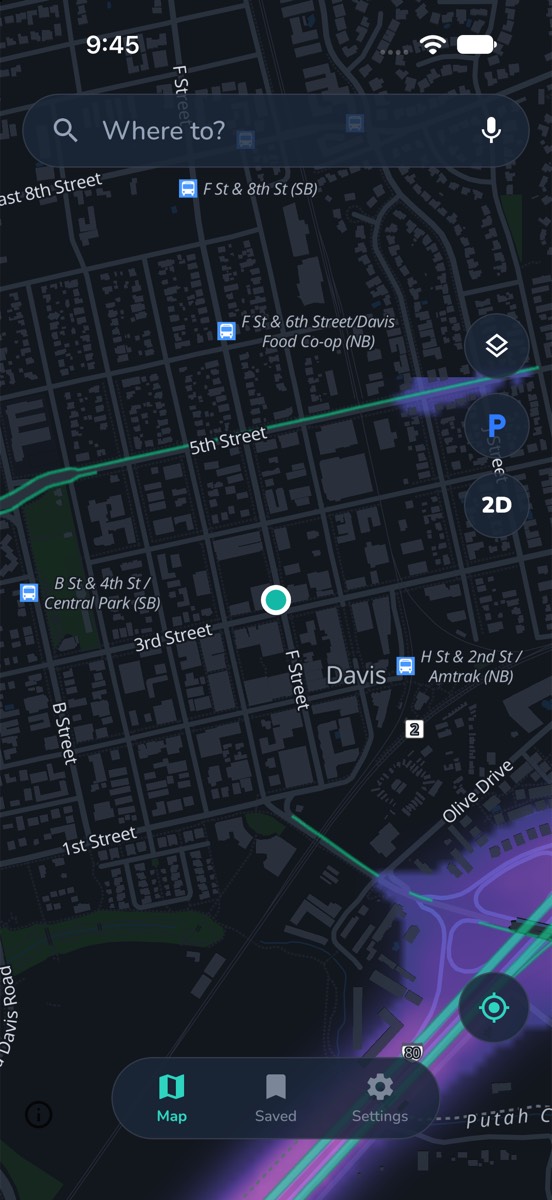 9:45
F Street
Where to?
ast 8th Street
F St & 8th St (SB)
F St & 6th Street/Davis
Food Co-op (NB)
P
5th Street
reet
2D
B St & 4th St /
Central Park (SB)
3rd Street
F Street
Davis
H St & 2nd St /
Amtrak (NB)
B Street
2
Olive Drive
1st Street
Davis Road
80
Map
Saved
Settings
Putah C